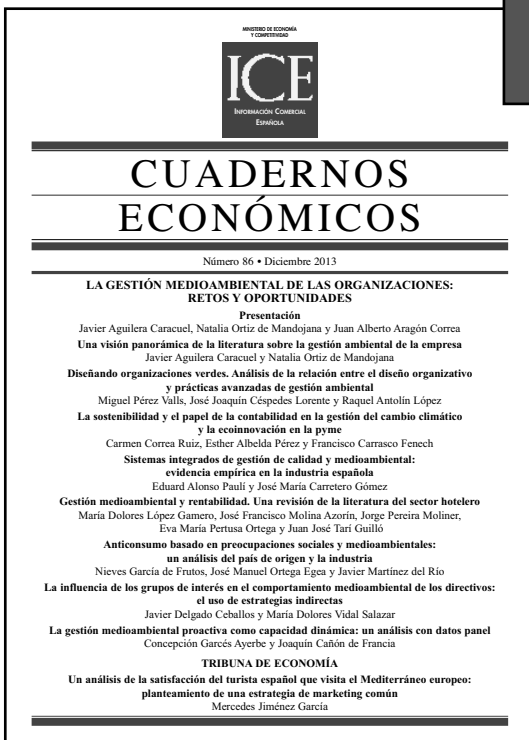 MINISTERIO DE ECONOMÍA
Y COMPETITIVIDAD
ICE
INFORMACIÓN COMERCIAL
ESPAÑOLA
CUADERNOS
ECONÓMICOS
Número 86 • Diciembre 2013
LA GESTIÓN MEDIOAMBIENTAL DE LAS ORGANIZACIONES:
RETOS Y OPORTUNIDADES
Presentación
Javier Aguilera Caracuel, Natalia Ortiz de Mandojana y Juan Alberto Aragón Correa
Una visión panorámica de la literatura sobre la gestión ambiental de la empresa
Javier Aguilera Caracuel y Natalia Ortiz de Mandojana
Diseñando organizaciones verdes. Análisis de la relación entre el diseño organizativo
y prácticas avanzadas de gestión ambiental
Miguel Pérez Valls, José Joaquín Céspedes Lorente y Raquel Antolín López
La sostenibilidad y el papel de la contabilidad en la gestión del cambio climático
y la ecoinnovación en la pyme
Carmen Correa Ruiz, Esther Albelda Pérez y Francisco Carrasco Fenech
Sistemas integrados de gestión de calidad y medioambiental:
evidencia empírica en la industria española
Eduard Alonso Paulí y José María Carretero Gómez
Gestión medioambiental y rentabilidad. Una revisión de la literatura del sector hotelero
María Dolores López Gamero, José Francisco Molina Azorín, Jorge Pereira Moliner,
Eva María Pertusa Ortega y Juan José Tarí Guilló
Anticonsumo basado en preocupaciones sociales y medioambientales:
un análisis del país de origen y la industria
Nieves García de Frutos, José Manuel Ortega Egea y Javier Martínez del Río
La influencia de los grupos de interés en el comportamiento medioambiental de los directivos:
el uso de estrategias indirectas
Javier Delgado Ceballos y María Dolores Vidal Salazar
La gestión medioambiental proactiva como capacidad dinámica: un análisis con datos panel
Concepción Garcés Ayerbe y Joaquín Cañón de Francia
TRIBUNA DE ECONOMÍA
Un análisis de la satisfacción del turista español que visita el Mediterráneo europeo:
planteamiento de una estrategia de marketing común
Mercedes Jiménez García